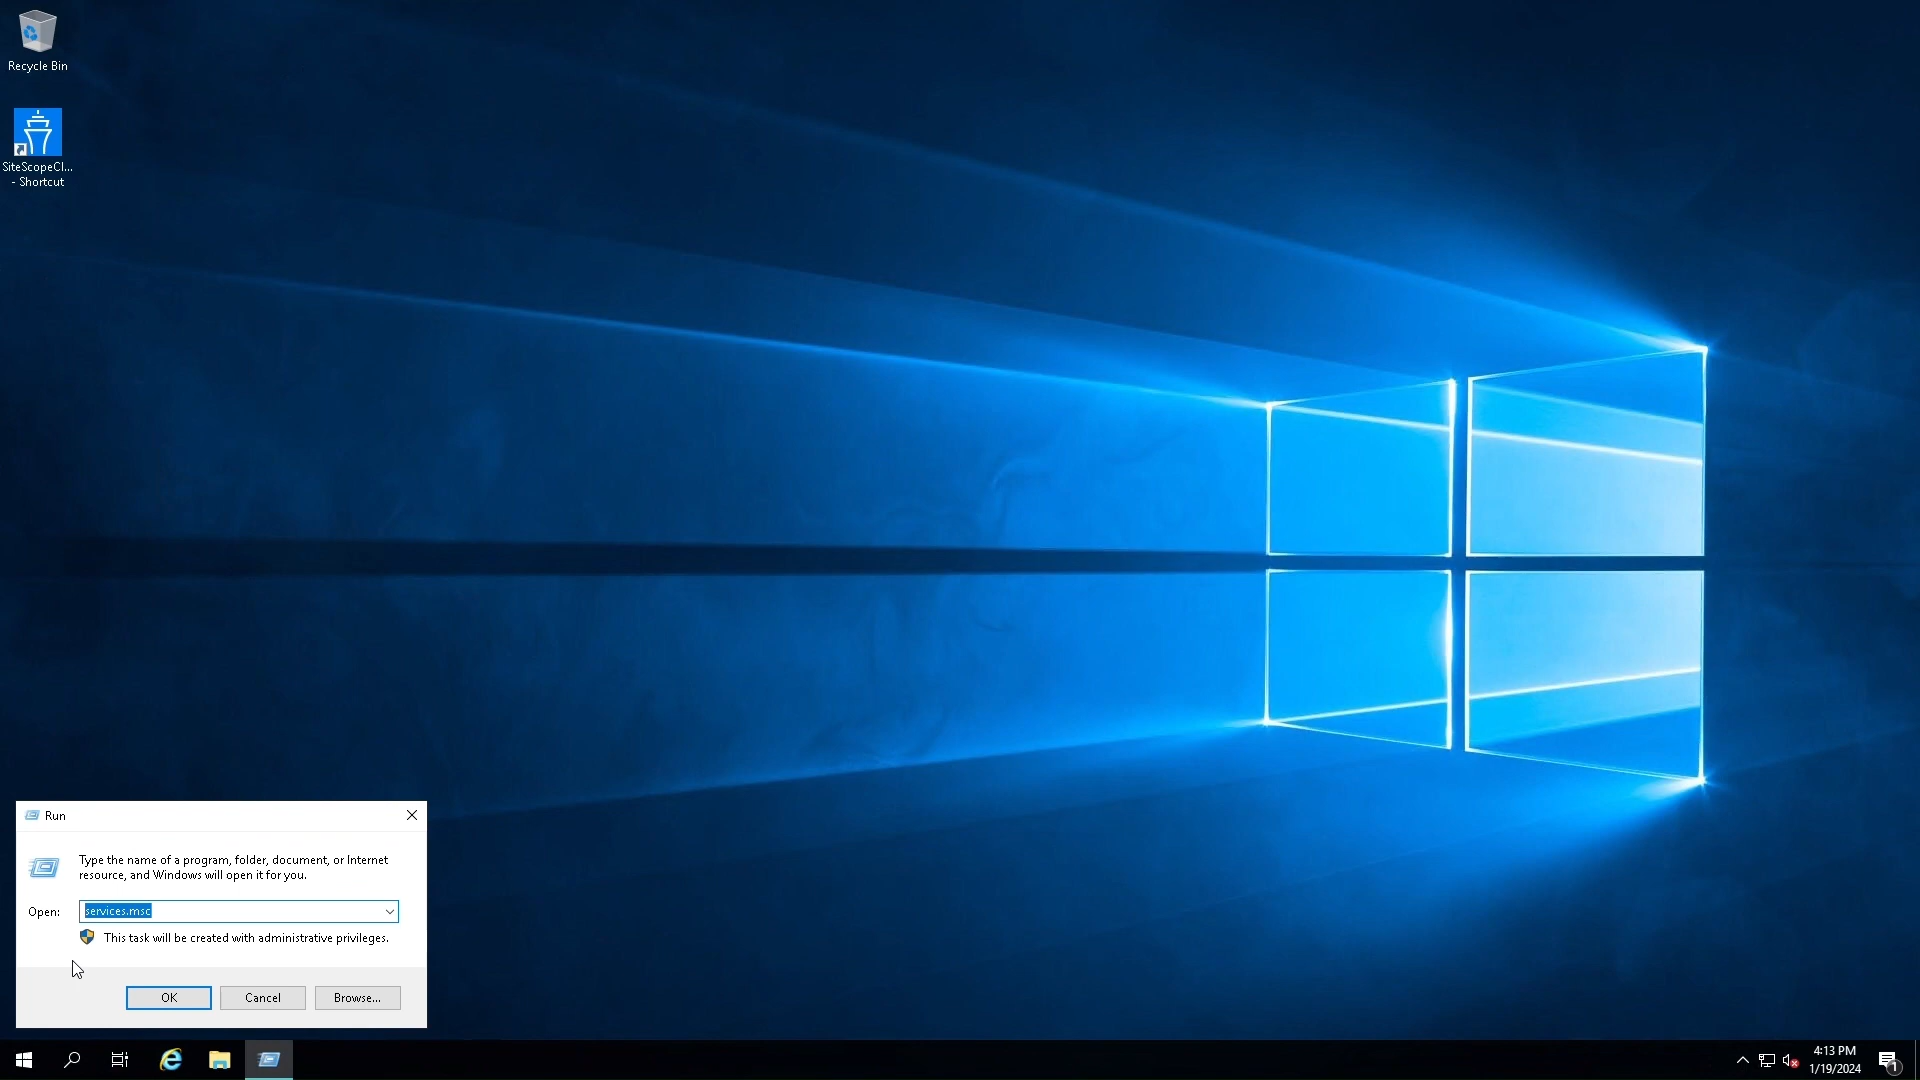 Recycle Bin
SiteScopeCl...
- Shortcut
Run
Type the name of a program, folder, document, or Internet
resource, and Windows will open it for you.
Open:
services.msc
This task will be created with administrative privileges.
OK
Cancel
Browse...
4:13 PM
1/19/2024
1